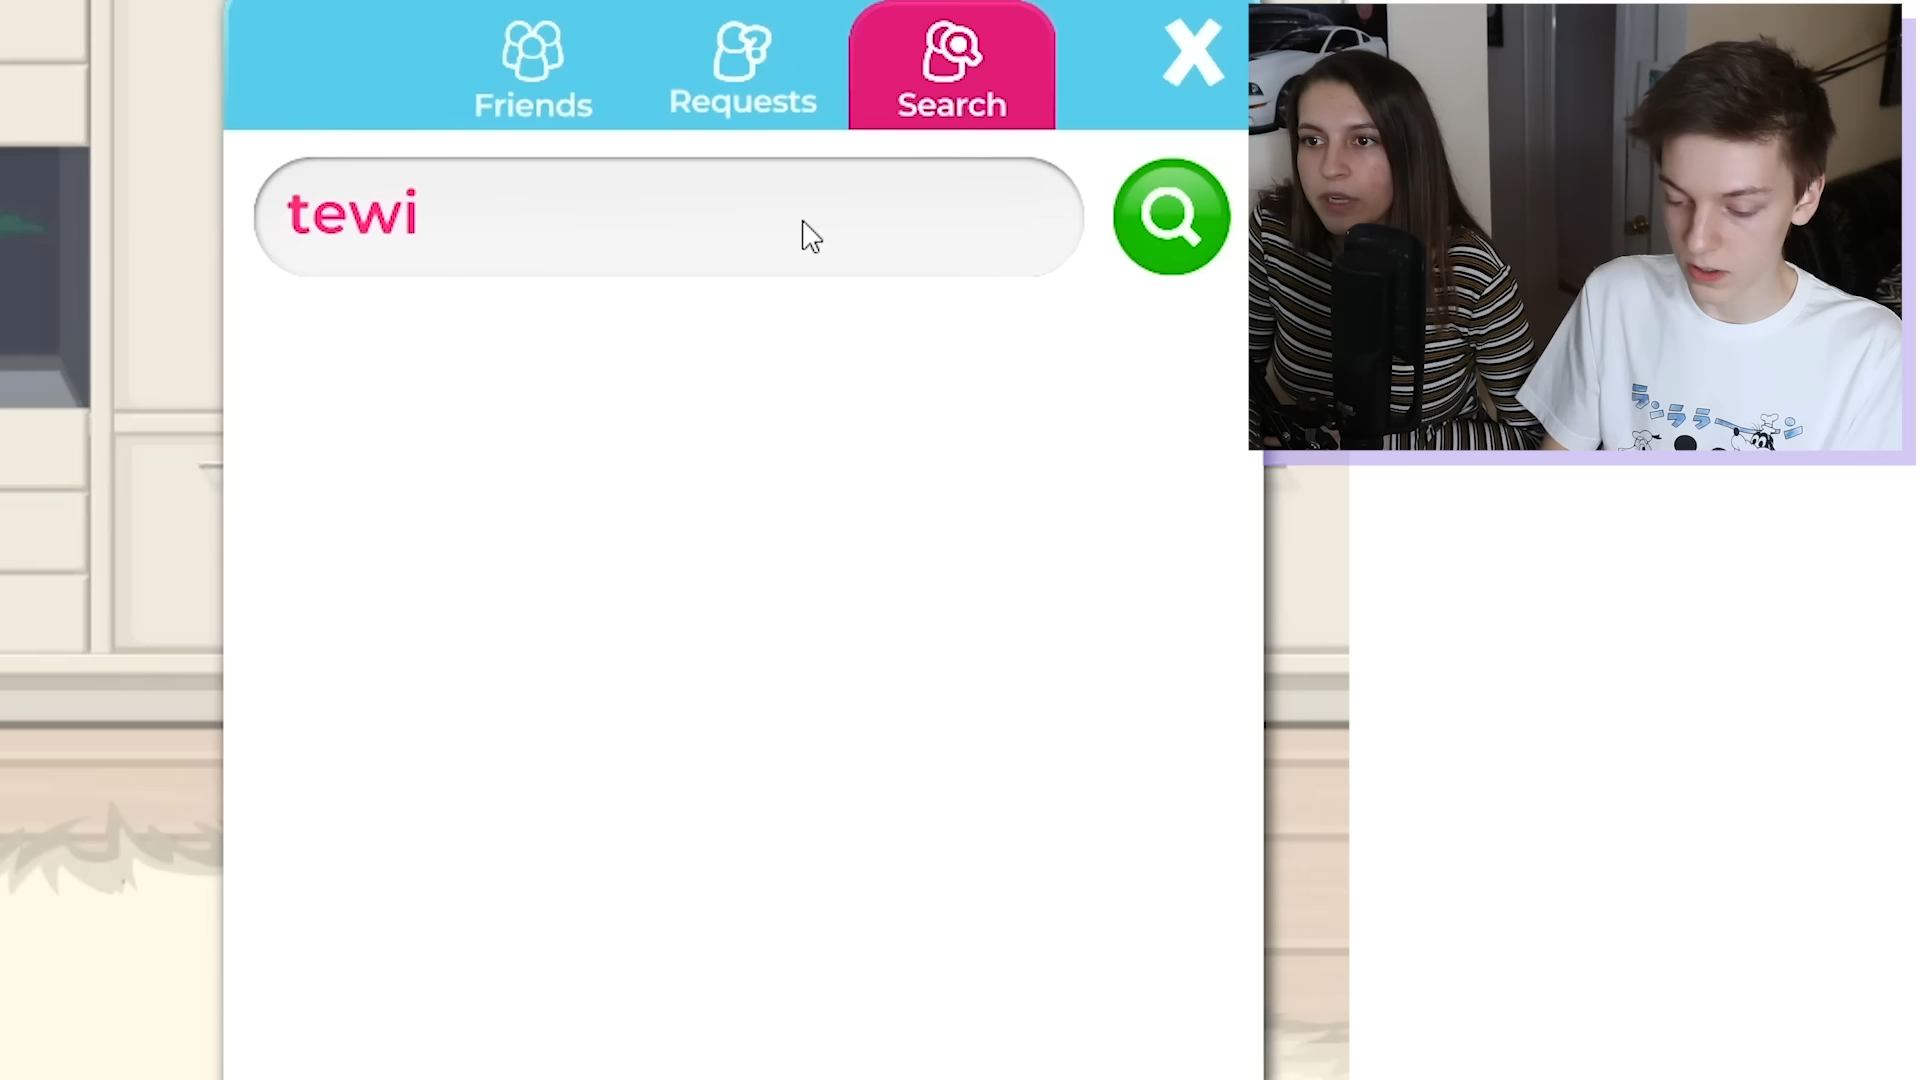 Friends
Requests
Search
X
tewi